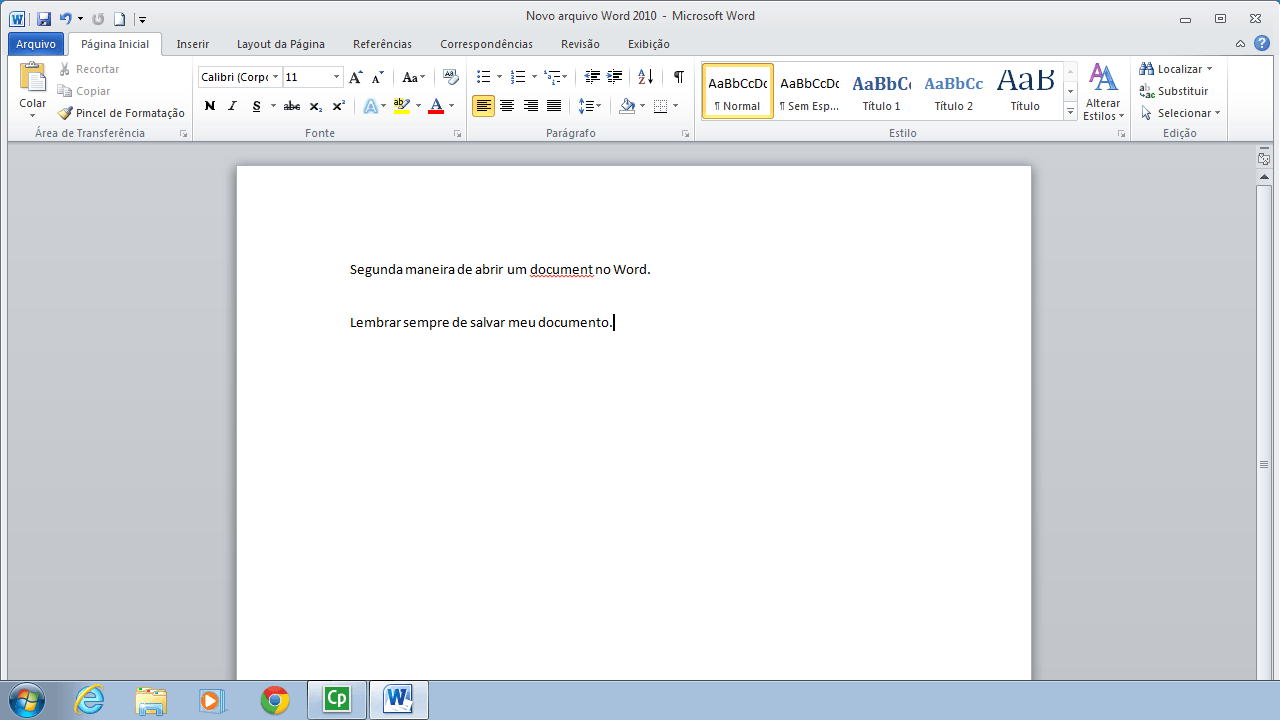 Novo arquivo Word 2010 - Microsoft Word
Arquivo Página Inicial Inserir Layout da Página Referências Correspondências Revisão Exibição
Colar
Recortar
Copiar
Pincel de Formatação
Área de Transferência
Calibri (Corpo 11 A A Aa
N I S abc x₂ x² A ab A
Fonte
A Z ¶
Parágrafo
AaBbCcDc AaBbCcDc AaBbCc AaBbCc AaB
¶ Normal ¶ Sem Esp... Título 1 Título 2 Título
Alterar
Estilos
Estilo
Localizar
Substituir
Selecionar
Edição
Segunda maneira de abrir um document no Word.
Lembrar sempre de salvar meu documento.
Cp W